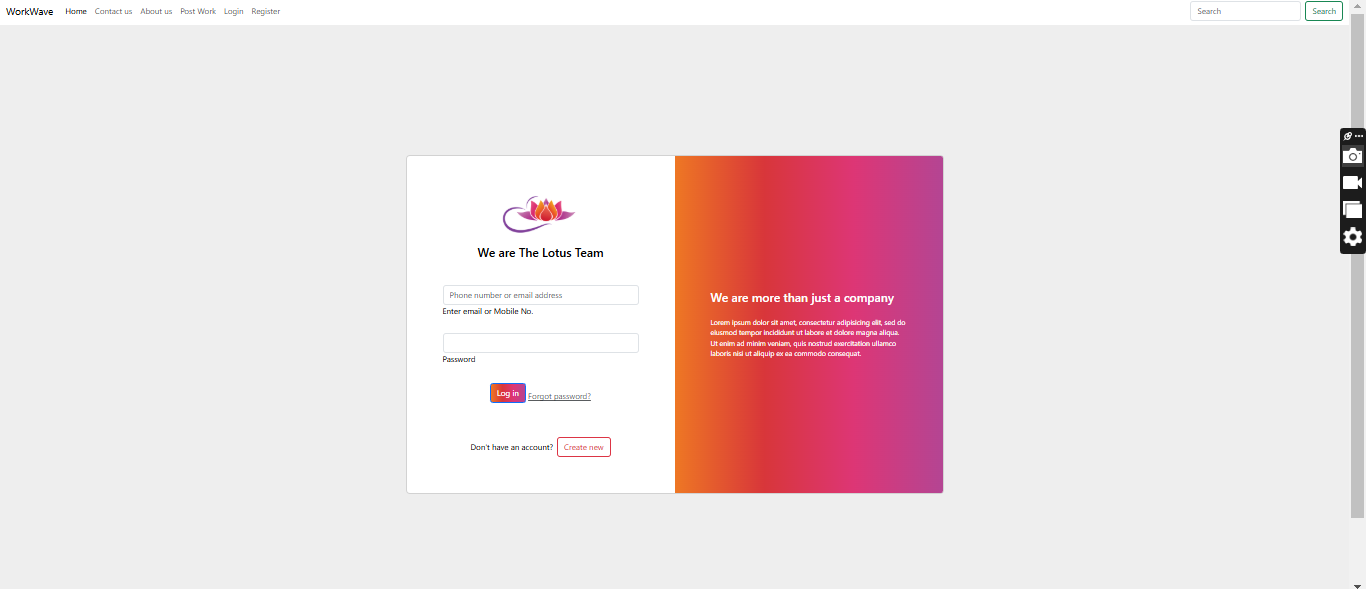 WorkWave Home Contact us About us Post Work Login Register Search Search
We are The Lotus Team
Phone number or email address
Enter email or Mobile No.
Password
Log in Forgot password?
Don't have an account? Create new
We are more than just a company
Lorem ipsum dolor sit amet, consectetur adipisicing elit, sed do
eiusmod tempor incididunt ut labore et dolore magna aliqua.
Ut enim ad minim veniam, quis nostrud exercitation ullamco
laboris nisi ut aliquip ex ea commodo consequat.